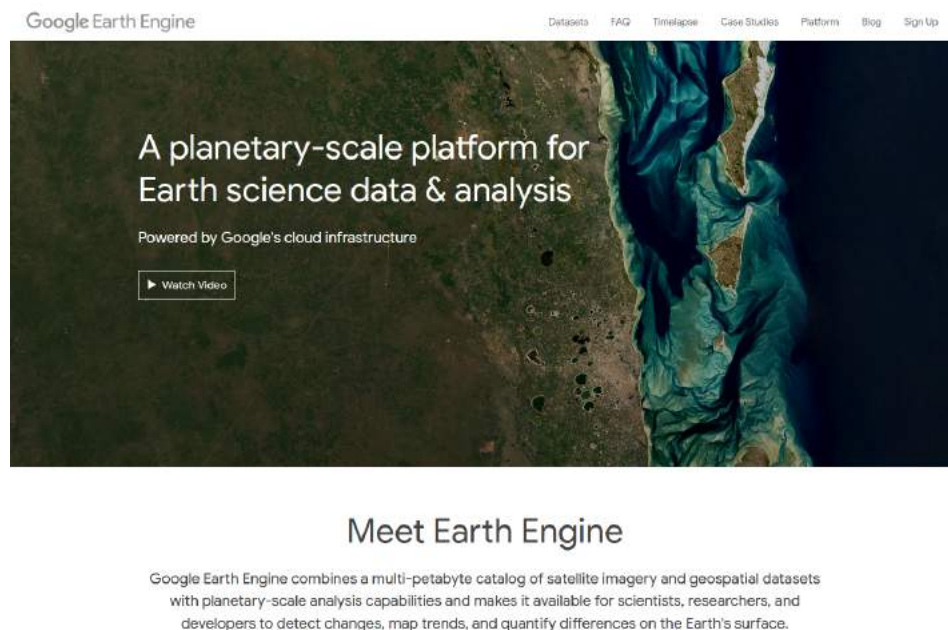 Google Earth Engine
Datasets FAQ Timelapse Case Studies Platform Blog Sign Up
A planetary-scale platform for
Earth science data & analysis
Powered by Google's cloud infrastructure
Watch Video
Meet Earth Engine
Google Earth Engine combines a multi-petabyte catalog of satellite imagery and geospatial datasets
with planetary-scale analysis capabilities and makes it available for scientists, researchers, and
developers to detect changes, map trends, and quantify differences on the Earth's surface.